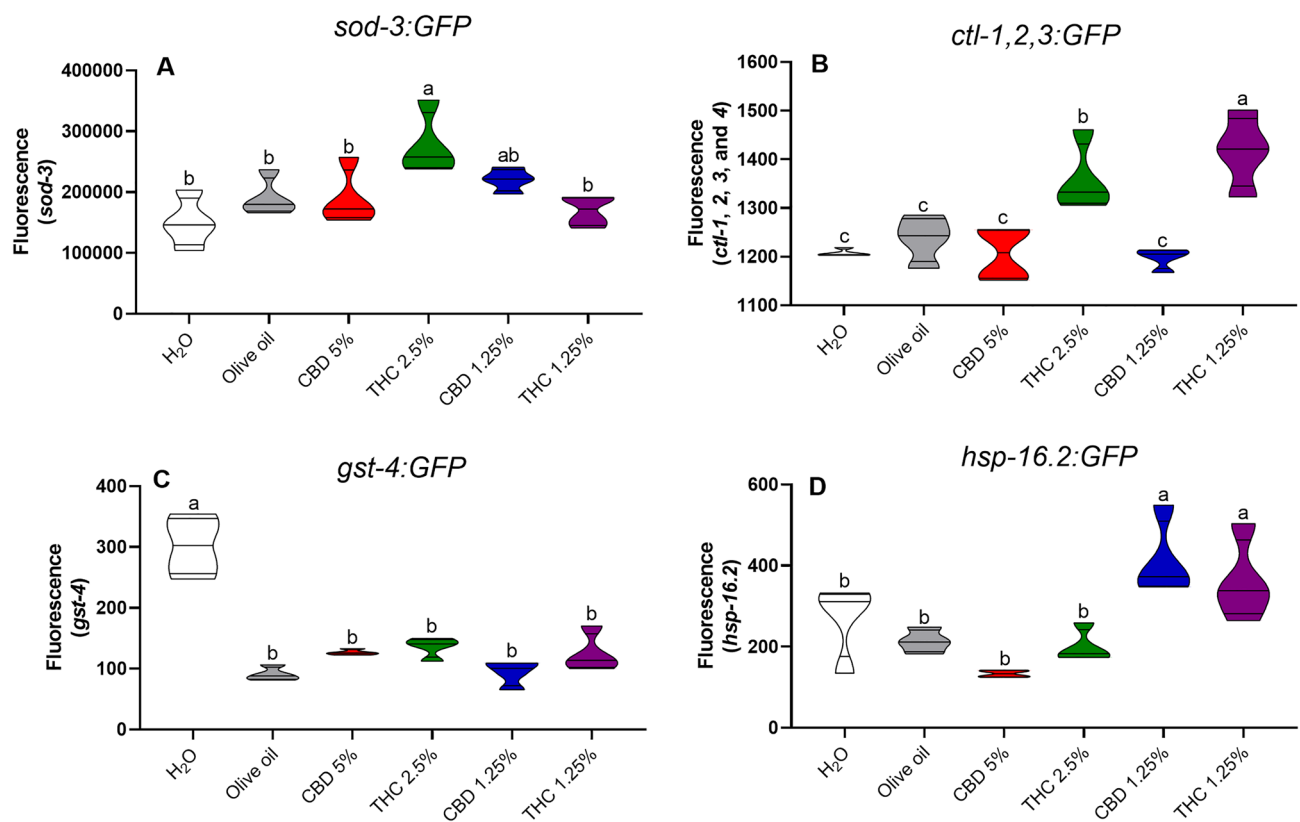 sod-3:GFP
A
400000
300000
200000
100000
0
Fluorescence
(sod-3)
b
b
b
a
ab
b
H₂O
Olive oil
CBD 5%
THC 2.5%
CBD 1.25%
THC 1.25%
ctl-1,2,3:GFP
B
1600
1500
1400
1300
1200
1100
Fluorescence
(ctl-1, 2, 3, and 4)
c
c
c
b
c
a
H₂O
Olive oil
CBD 5%
THC 2.5%
CBD 1.25%
THC 1.25%
gst-4:GFP
C
400
300
200
100
0
Fluorescence
(gst-4)
a
b
b
b
b
b
H₂O
Olive oil
CBD 5%
THC 2.5%
CBD 1.25%
THC 1.25%
hsp-16.2:GFP
D
600
400
200
0
Fluorescence
(hsp-16.2)
b
b
b
b
a
a
H₂O
Olive oil
CBD 5%
THC 2.5%
CBD 1.25%
THC 1.25%